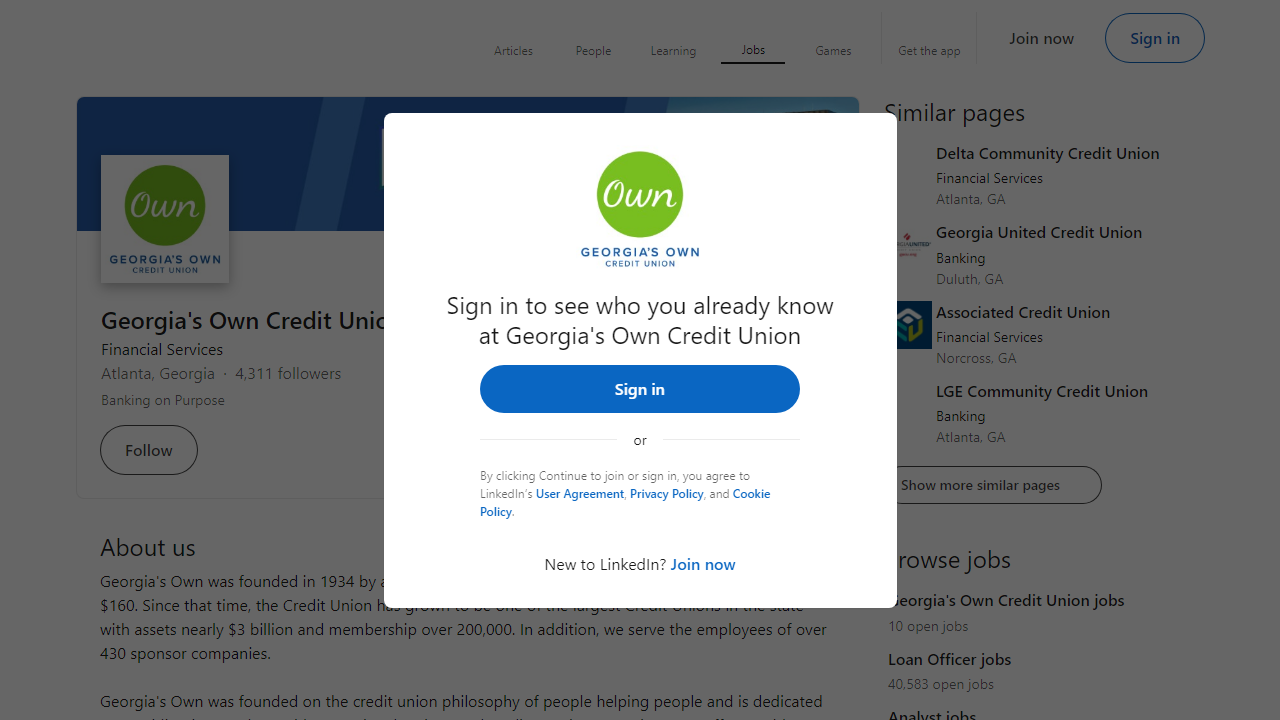 Articles
People
Learning
Jobs
Games
Get the app
Join now
Sign in
Own
GEORGIA'S OWN
CREDIT UNION
Georgia's Own Credit Unio
Financial Services
Atlanta, Georgia · 4,311 followers
Banking on Purpose
Follow
Own
GEORGIA'S OWN
CREDIT UNION
Sign in to see who you already know
at Georgia's Own Credit Union
Sign in
or
By clicking Continue to join or sign in, you agree to
LinkedIn's User Agreement, Privacy Policy, and Cookie
Policy.
New to LinkedIn? Join now
Similar pages
Delta Community Credit Union
Financial Services
Atlanta, GA
Georgia United Credit Union
Banking
Duluth, GA
Associated Credit Union
Financial Services
Norcross, GA
LGE Community Credit Union
Banking
Atlanta, GA
Show more similar pages
About us
Georgia's Own was founded in 1934 by
$160. Since that time, the Credit Union has grown to be one of the largest Credit Unions in the state
with assets nearly $3 billion and membership over 200,000. In addition, we serve the employees of over
430 sponsor companies.
Georgia's Own was founded on the credit union philosophy of people helping people and is dedicated
Browse jobs
Georgia's Own Credit Union jobs
10 open jobs
Loan Officer jobs
40,583 open jobs
Analyst jobs